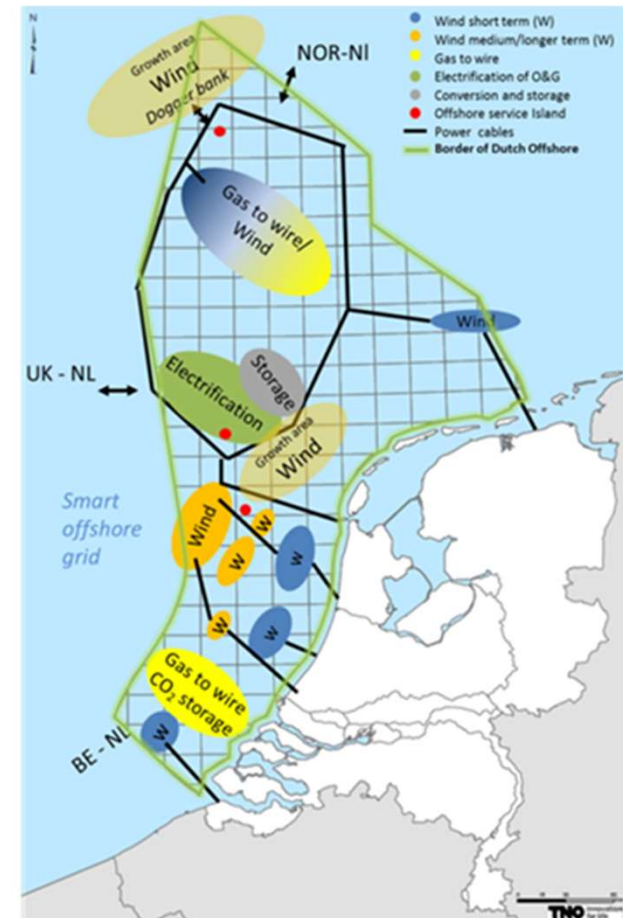 N
Wind short term (W)
Wind medium/longer term (W)
Gas to wire
Electrification of O&G
Conversion and storage
Offshore service Island
Power cables
Border of Dutch Offshore
NOR-Nl
Growth area
Wind
Dogger bank
Gas to wire/
Wind
Wind
UK - NL
Electrification
Storage
Growth area
Wind
Smart
offshore
grid
Wind
W
W
W
W
W
Gas to wire
CO₂ storage
BE - NL
W
TNO